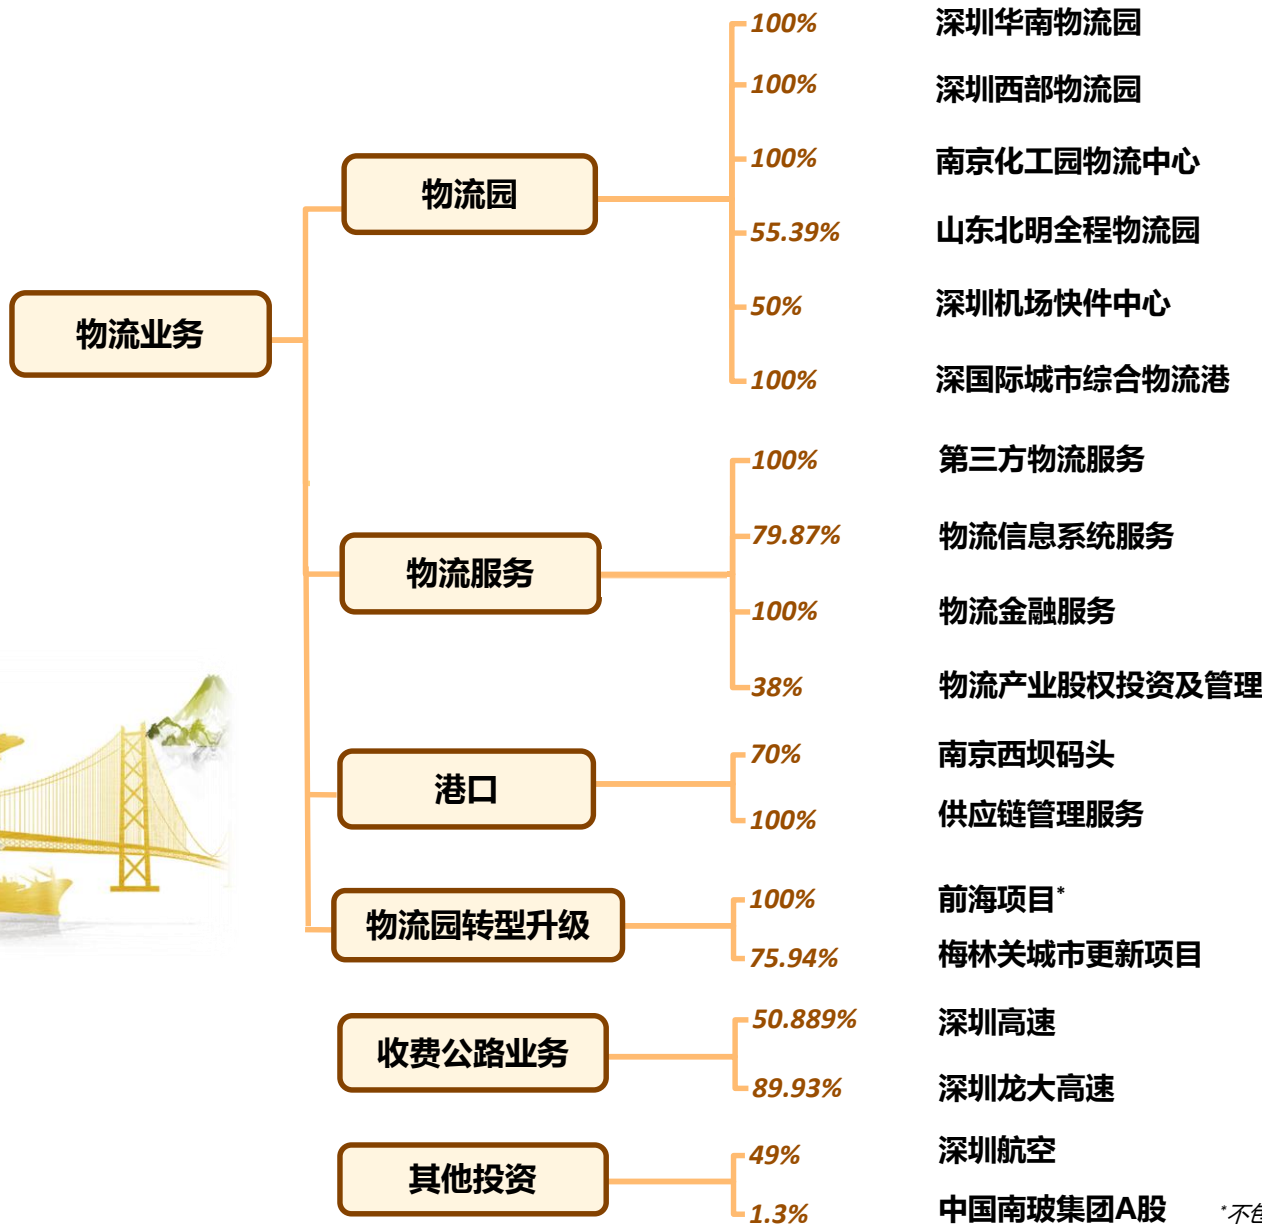 物流业务
物流园
100% 深圳华南物流园
100% 深圳西部物流园
100% 南京化工园物流中心
55.39% 山东北明全程物流园
50% 深圳机场快件中心
100% 深国际城市综合物流港
物流服务
100% 第三方物流服务
79.87% 物流信息系统服务
100% 物流金融服务
38% 物流产业股权投资及管理
港口
70% 南京西坝码头
100% 供应链管理服务
物流园转型升级
100% 前海项目*
75.94% 梅林关城市更新项目
收费公路业务
50.889% 深圳高速
89.93% 深圳龙大高速
其他投资
49% 深圳航空
1.3% 中国南玻集团A股
*不